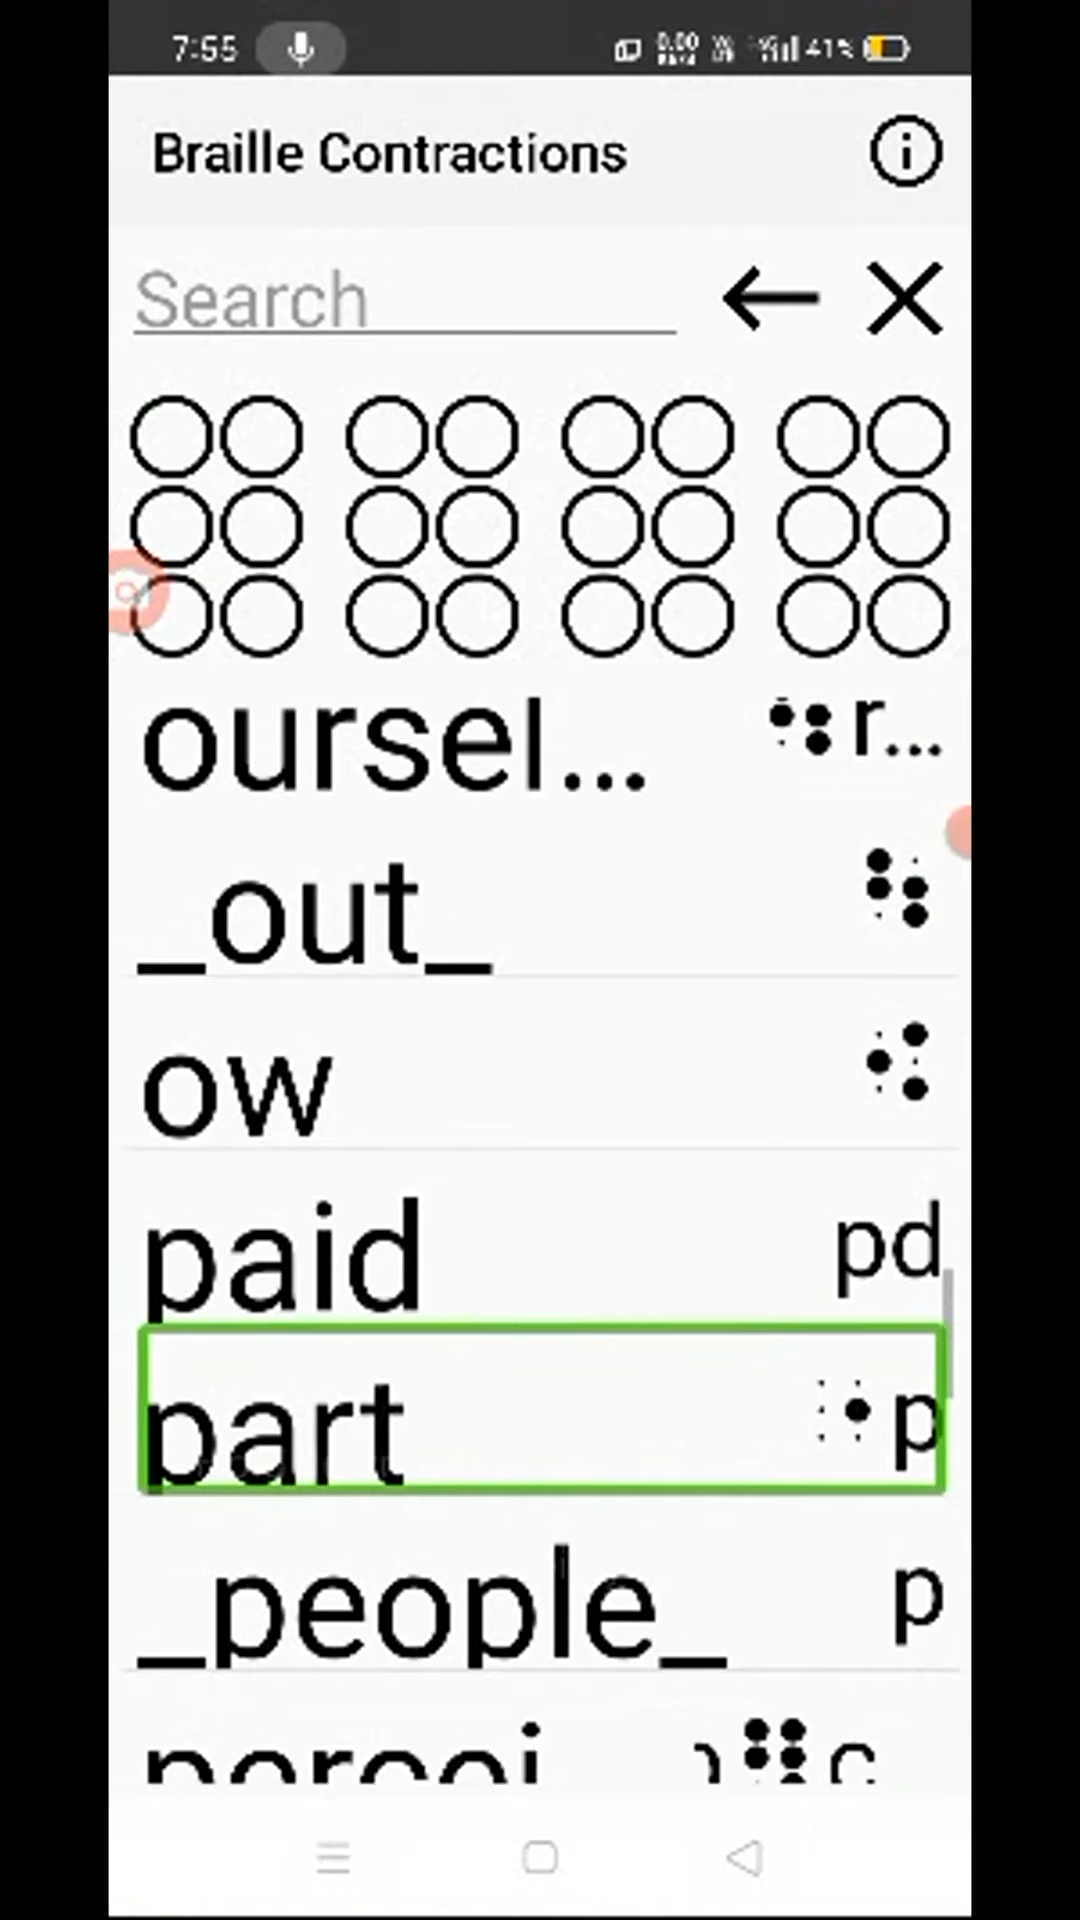 7:55 41%
Braille Contractions
Search
oursel... ⠻r...
_out_ ⠳
ow ⠪
paid pd
part ⠐p
_people_ p